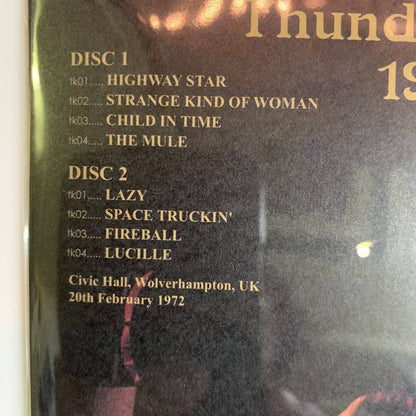 Thund
19
DISC 1
tk01..... HIGHWAY STAR
tk02..... STRANGE KIND OF WOMAN
tk03..... CHILD IN TIME
tk04..... THE MULE
DISC 2
tk01..... LAZY
tk02..... SPACE TRUCKIN'
tk03..... FIREBALL
tk04..... LUCILLE
Civic Hall, Wolverhampton, UK
20th February 1972